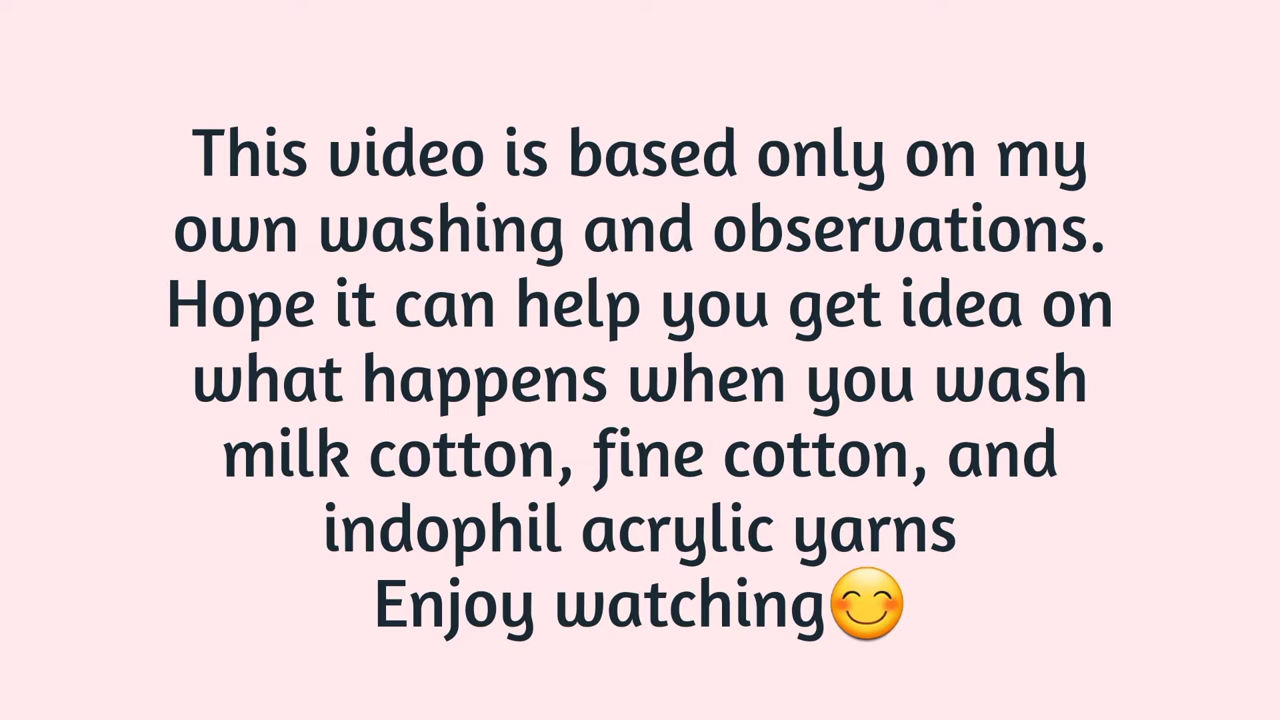 This video is based only on my
own washing and observations.
Hope it can help you get idea on
what happens when you wash
milk cotton, fine cotton, and
indophil acrylic yarns
Enjoy watching😊